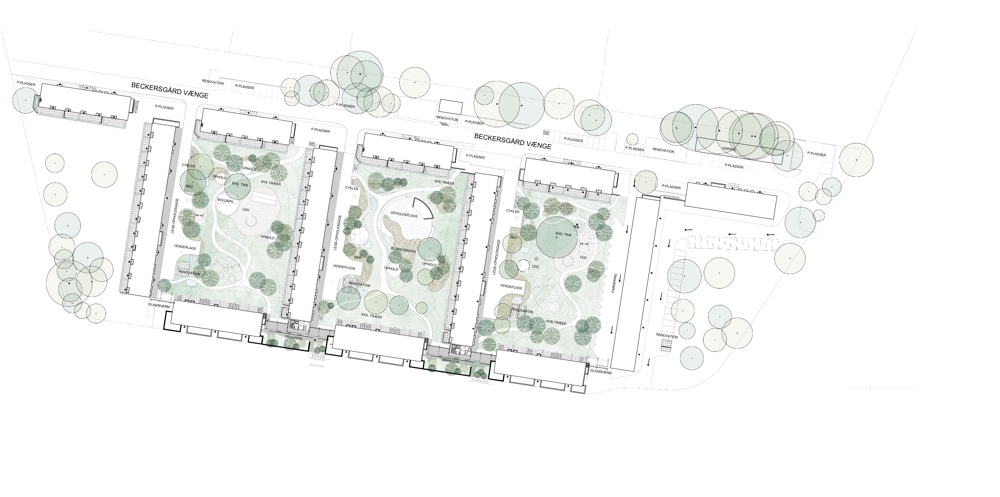 P-PLADSER
BECKERSGÅRD VÆNGE
RENOVATION
P-PLADSER
P-PLADSER
P-PLADSER
P-PLADSER
RENOVATION
P-PLADSER
BECKERSGÅRD VÆNGE
P-PLADSER
P-PLADSER
P-PLADSER
RENOVATION
GARAGE
P-PLADSER
P-PLADSER
P-PLADSER
CYKLER
OPHOLD
OPHOLD
EKS. TRÆ
NYE TRÆER
BED
BOLDSPIL
LEG
LEGE-OPHOLDSGADE
OPHOLD
VENDEPLADS
RENOVATION
GLASSKÆRM
ORANGERI
NYE TRÆER
CYKLER
OPHOLDSPLADS
LEGE-OPHOLDSGADE
BLOMSTERENG
BED
OPHOLD
OPHOLD
VENDEPLADS
RENOVATION
EKS. TRÆER
ORANGERI
CYKLER
EKS. TRÆ
BED
LEGE-OPHOLDSGADE
LEG
LEG
VENDEPLADS
PARKERING
RENOVATION
NYE TRÆER
GLASSKÆRM
RENOVATION